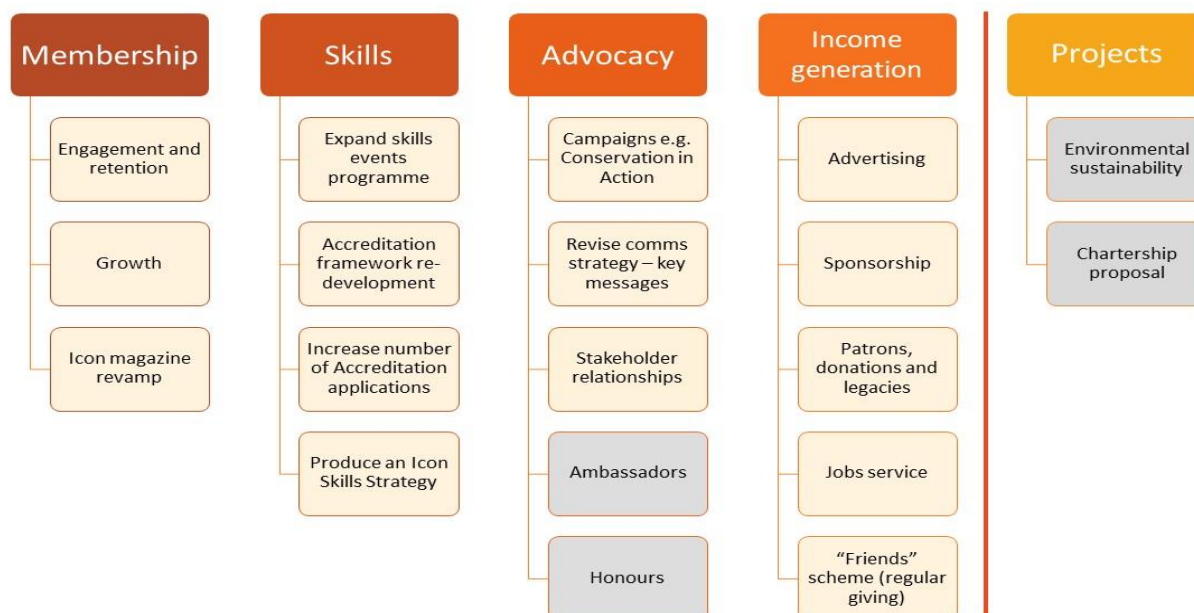 Membership
Engagement and
retention
Growth
Icon magazine
revamp
Skills
Expand skills
events
programme
Accreditation
framework re-
development
Increase number
of Accreditation
applications
Produce an Icon
Skills Strategy
Advocacy
Campaigns e.g.
Conservation in
Action
Revise comms
strategy – key
messages
Stakeholder
relationships
Ambassadors
Honours
Income
generation
Advertising
Sponsorship
Patrons,
donations and
legacies
Jobs service
“Friends”
scheme (regular
giving)
Projects
Environmental
sustainability
Chartership
proposal